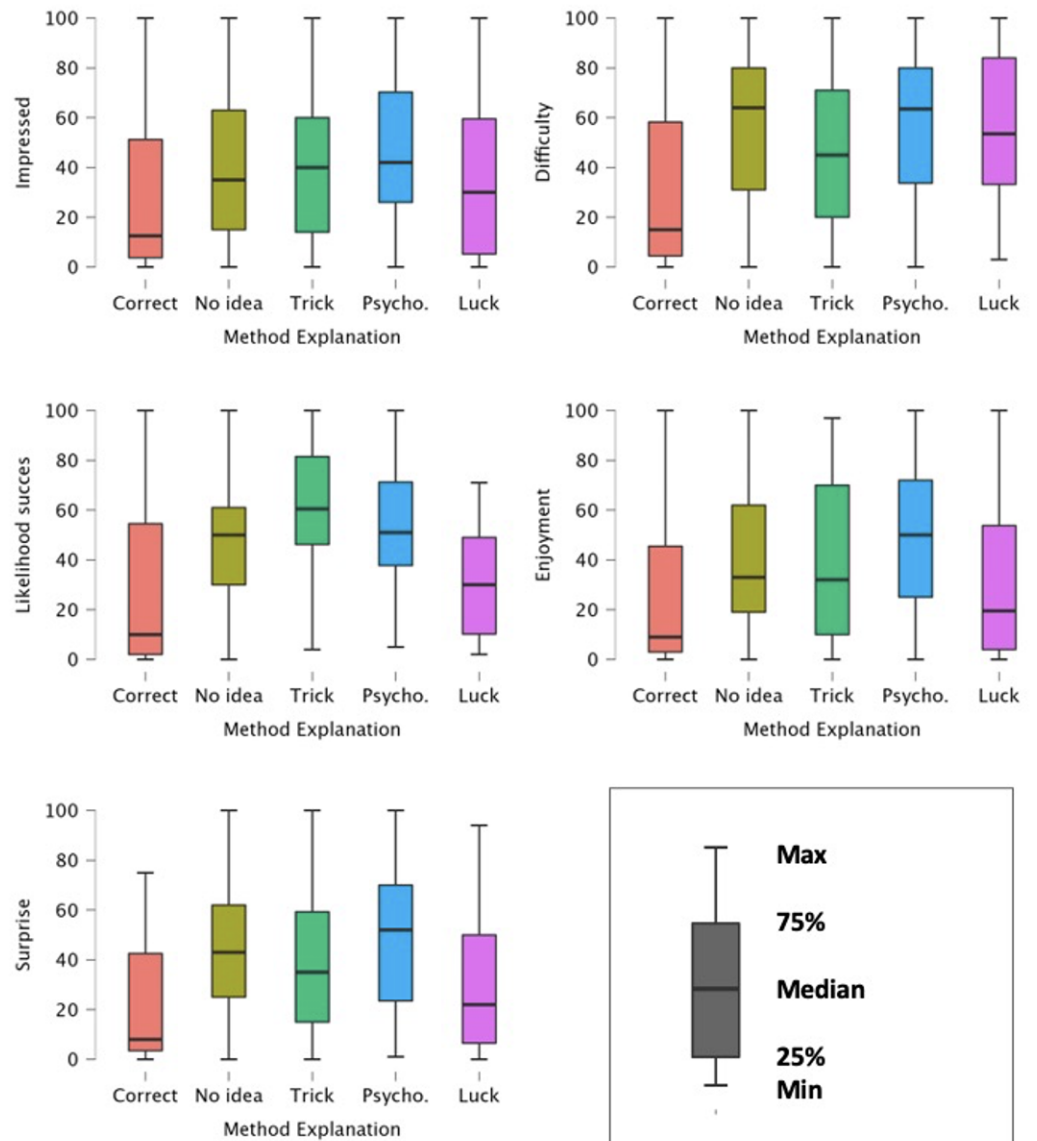 100
80
60
40
20
0
Impressed
Correct No idea Trick Psycho. Luck
Method Explanation
100
80
60
40
20
0
Difficulty
Correct No idea Trick Psycho. Luck
Method Explanation
100
80
60
40
20
0
Likelihood succes
Correct No idea Trick Psycho. Luck
Method Explanation
100
80
60
40
20
0
Enjoyment
Correct No idea Trick Psycho. Luck
Method Explanation
100
80
60
40
20
0
Surprise
Correct No idea Trick Psycho. Luck
Method Explanation
Max
75%
Median
25%
Min